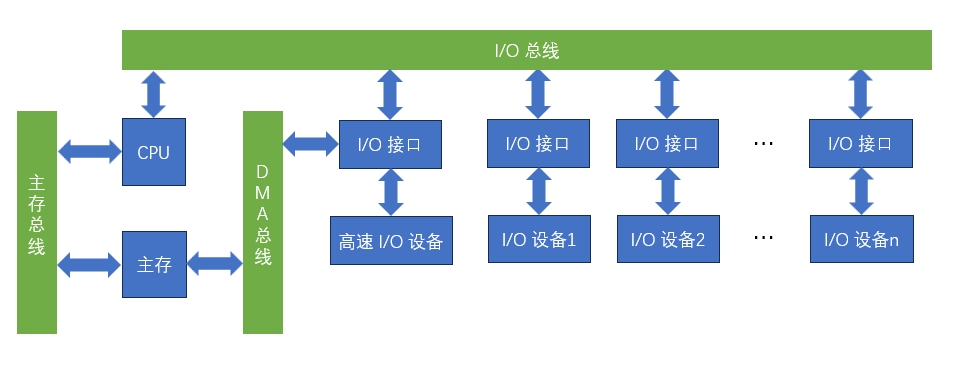 I/O 总线
CPU
I/O 接口
I/O 接口
I/O 接口
···
I/O 接口
主存总线
DMA总线
主存
高速 I/O 设备
I/O 设备1
I/O 设备2
···
I/O 设备n